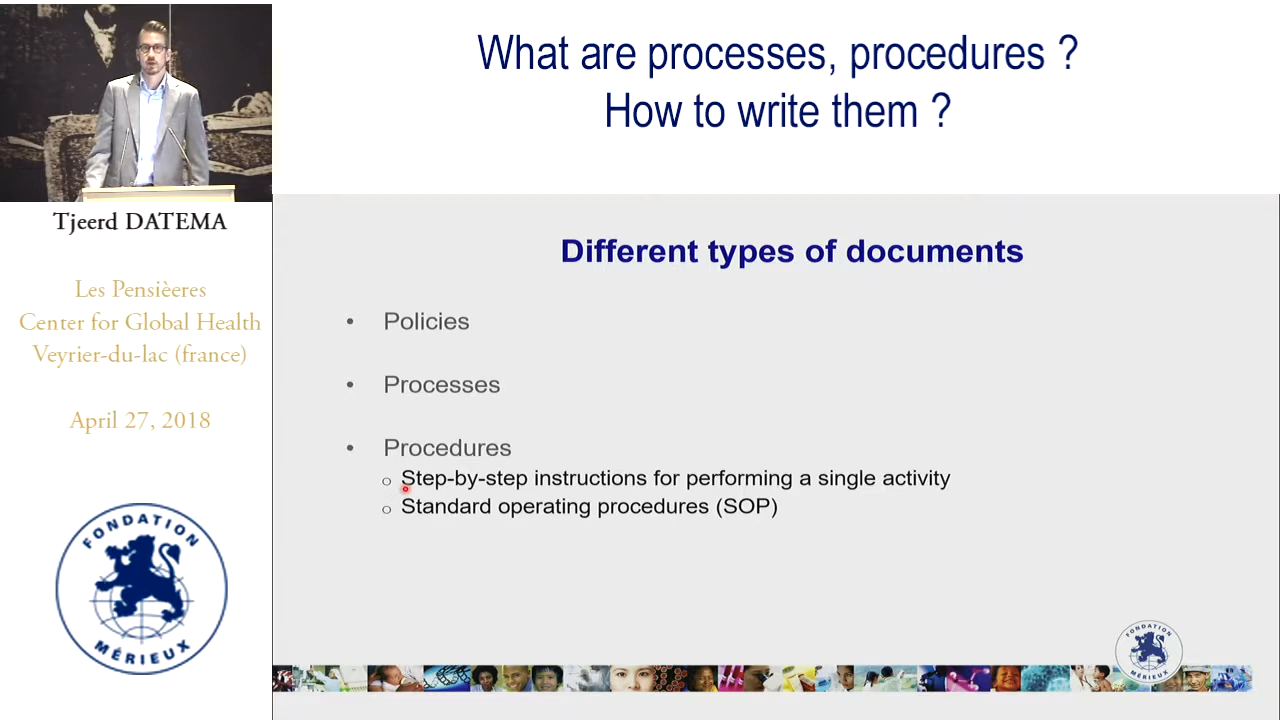 What are processes, procedures ?
How to write them ?
Tjeerd DATEMA
Les Pensièeres
Center for Global Health
Veyrier-du-lac (france)
April 27, 2018
FONDATION
MÉRIEUX
Different types of documents
• Policies
• Processes
• Procedures
o Step-by-step instructions for performing a single activity
o Standard operating procedures (SOP)
FONDATION
MÉRIEUX